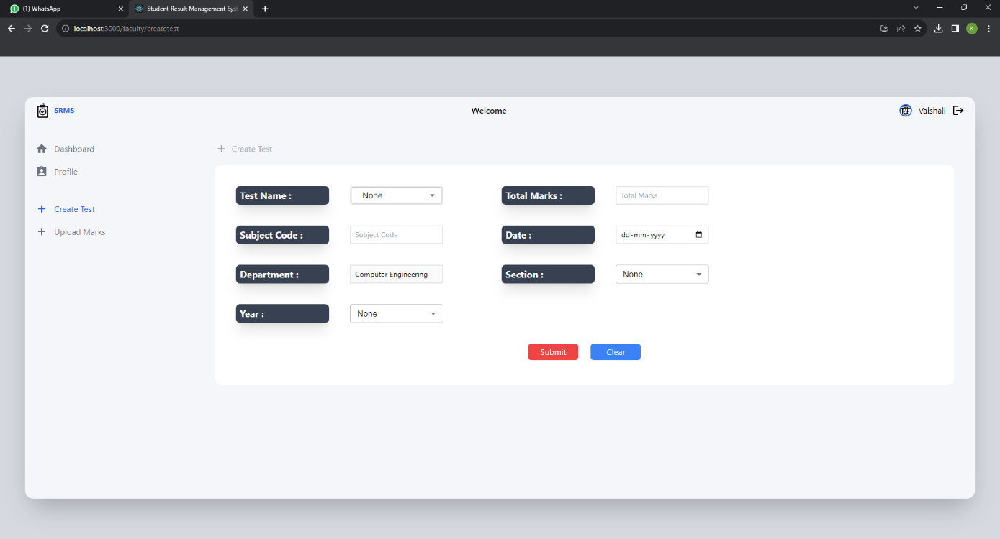 (1) WhatsApp
Student Result Management Syst
localhost:3000/faculty/createtest
K
SRMS
Welcome
Vaishali
Dashboard
Profile
Create Test
Upload Marks
Create Test
Test Name :
None
Total Marks :
Total Marks
Subject Code :
Subject Code
Date :
dd-mm-yyyy
Department :
Computer Engineering
Section :
None
Year :
None
Submit
Clear